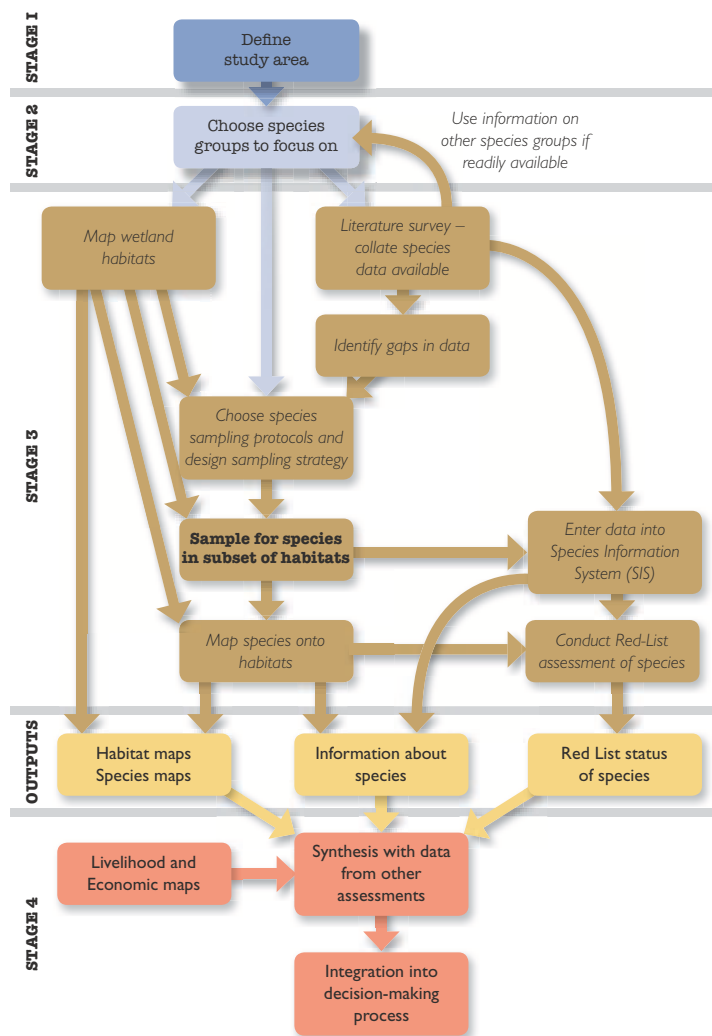 STAGE I
Define
study area
STAGE 2
Choose species
groups to focus on
Use information on
other species groups if
readily available
STAGE 3
Map wetland
habitats
Literature survey –
collate species
data available
Identify gaps in data
Choose species
sampling protocols and
design sampling strategy
Sample for species
in subset of habitats
Enter data into
Species Information
System (SIS)
Map species onto
habitats
Conduct Red-List
assessment of species
OUTPUTS
Habitat maps
Species maps
Information about
species
Red List status
of species
STAGE 4
Livelihood and
Economic maps
Synthesis with data
from other
assessments
Integration into
decision-making
process